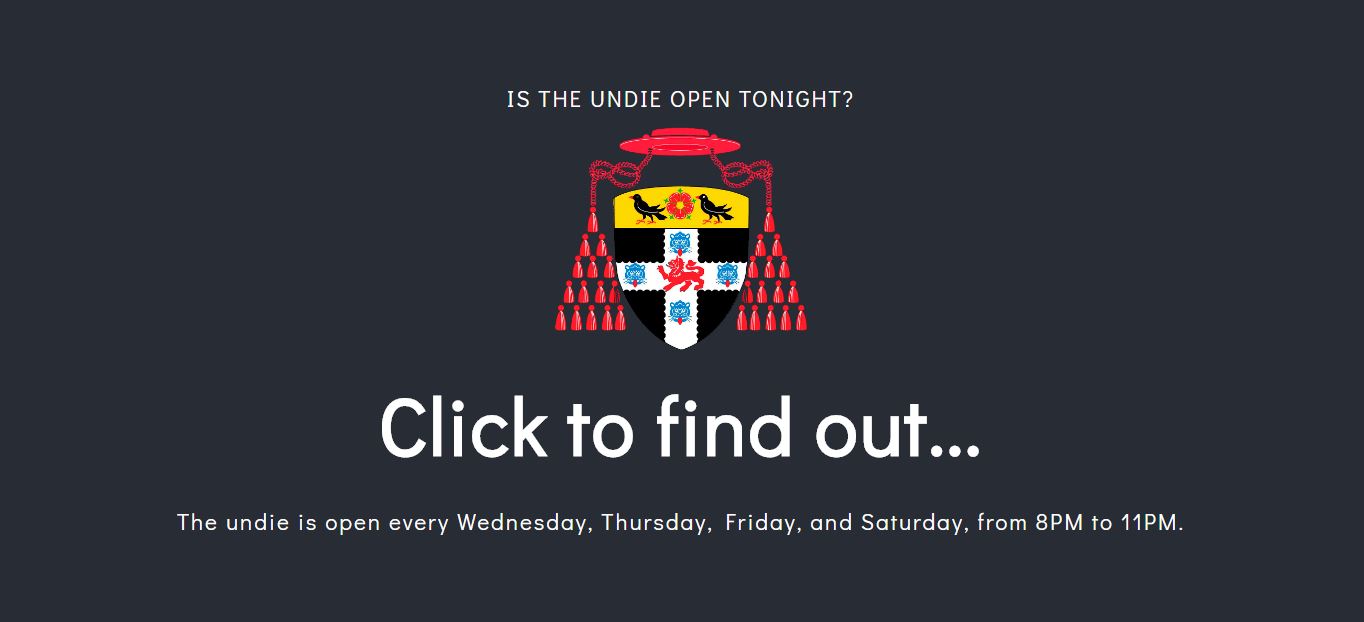 IS THE UNDIE OPEN TONIGHT?
Click to find out...
The undie is open every Wednesday, Thursday, Friday, and Saturday, from 8PM to 11PM.